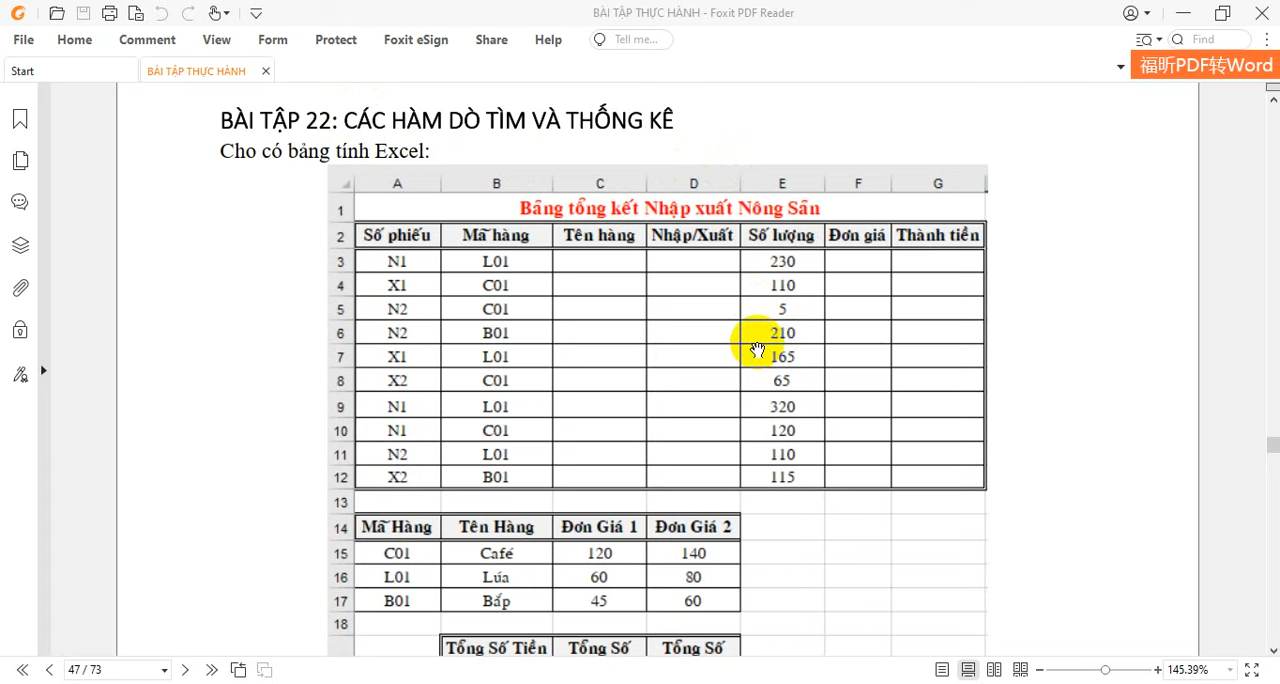 BÀI TẬP THỰC HÀNH - Foxit PDF Reader
File Home Comment View Form Protect Foxit eSign Share Help Tell me... Find
Start BÀI TẬP THỰC HÀNH 福昕PDF转Word
BÀI TẬP 22: CÁC HÀM DÒ TÌM VÀ THỐNG KÊ
Cho có bảng tính Excel:
A B C D E F G
1 Bảng tổng kết Nhập xuất Nông Sản
2 Số phiếu Mã hàng Tên hàng Nhập/Xuất Số lượng Đơn giá Thành tiền
3 N1 L01 230
4 X1 C01 110
5 N2 C01 5
6 N2 B01 210
7 X1 L01 165
8 X2 C01 65
9 N1 L01 320
10 N1 C01 120
11 N2 L01 110
12 X2 B01 115
13
14 Mã Hàng Tên Hàng Đơn Giá 1 Đơn Giá 2
15 C01 Café 120 140
16 L01 Lúa 60 80
17 B01 Bắp 45 60
18
Tổng Số Tiền Tổng Số Tổng Số
47 / 73 145.39%